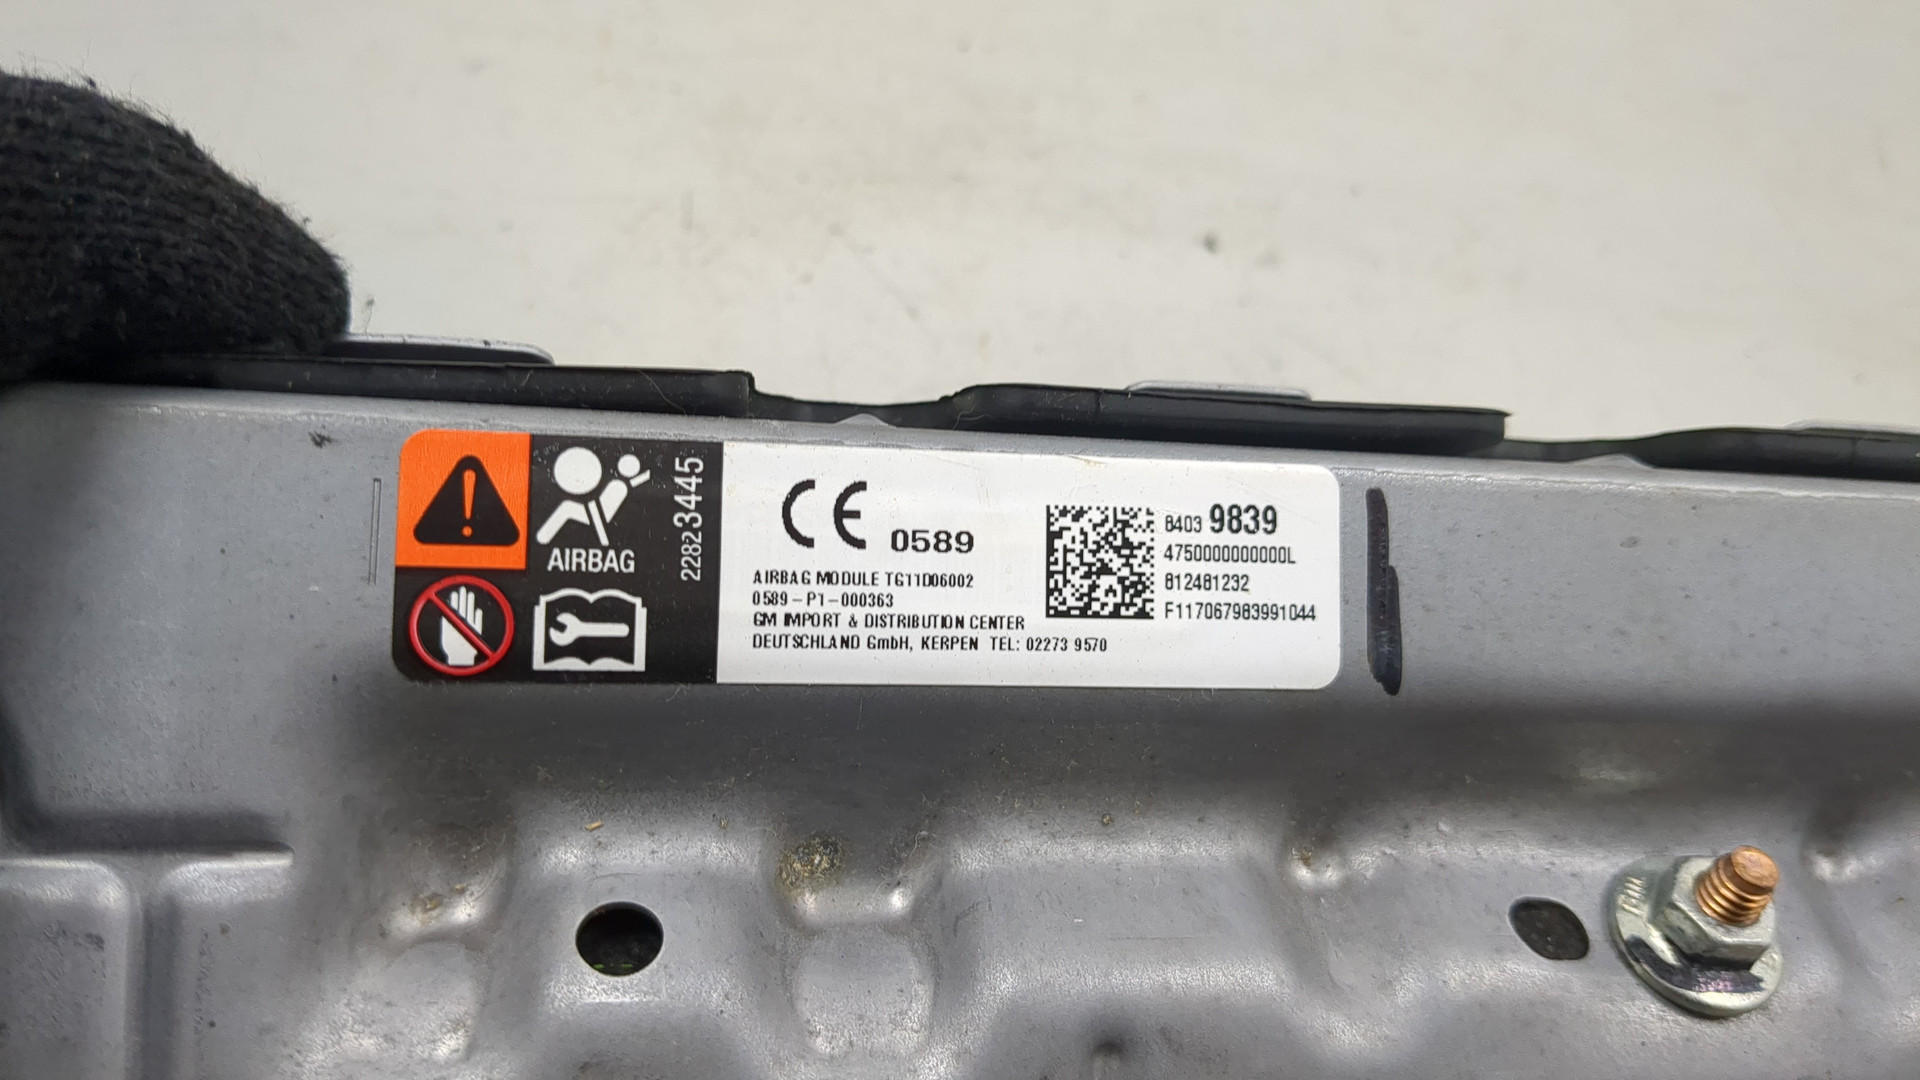 AIRBAG
22823445
CE 0589
AIRBAG MODULE TG11D06002
0589-P1-000363
GM IMPORT & DISTRIBUTION CENTER
DEUTSCHLAND GmbH, KERPEN TEL: 02273 9570
8403 9839
4750000000000L
812481232
F117067983991044